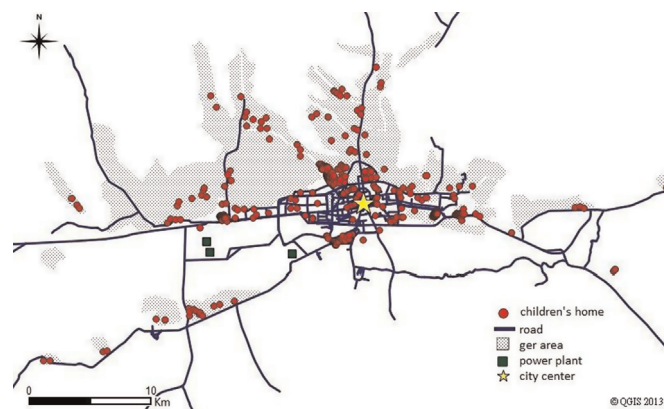 N
children's home
road
ger area
power plant
city center
0 10
Km
© QGIS 2013